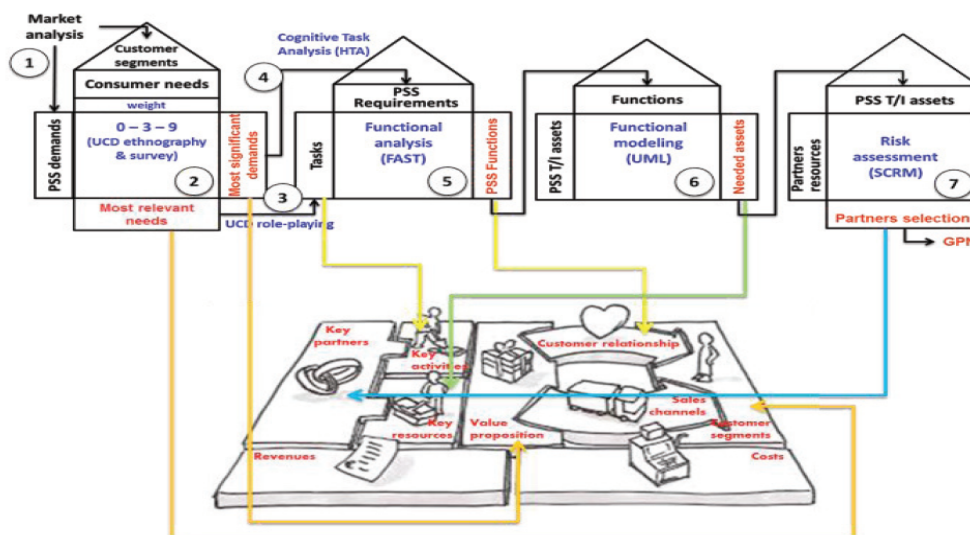 Market
analysis
1
Customer
segments
Consumer needs
weight
0 – 3 – 9
(UCD ethnography
& survey)
2
PSS demands
Most significant
demands
Most relevant
needs
3
UCD role-playing
Cognitive Task
Analysis (HTA)
4
PSS
Requirements
Tasks
Functional
analysis
(FAST)
5
PSS Functions
Functions
PSS T/I assets
Functional
modeling
(UML)
6
Needed assets
PSS T/I assets
Partners
resources
Risk
assessment
(SCRM)
7
Partners selection
GPN
Key
partners
Key
activities
Customer relationship
Key
resources
Value
proposition
Sales
channels
Customer
segments
Revenues
Costs